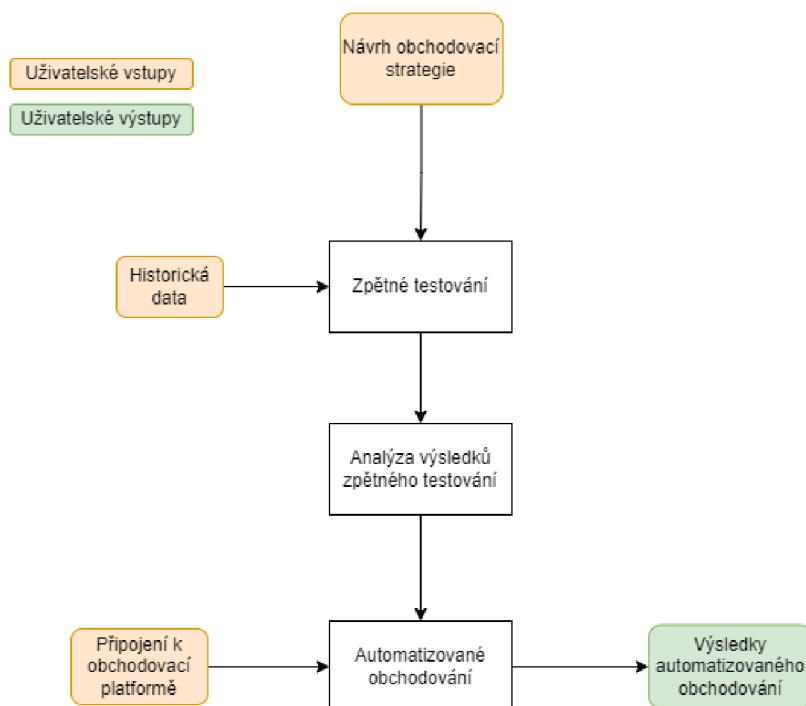 Návrh obchodovací
strategie
Uživatelské vstupy
Uživatelské výstupy
Historická
data
Zpětné testování
Analýza výsledků
zpětného testování
Připojení k
obchodovací
platformě
Automatizované
obchodování
Výsledky
automatizovaného
obchodování